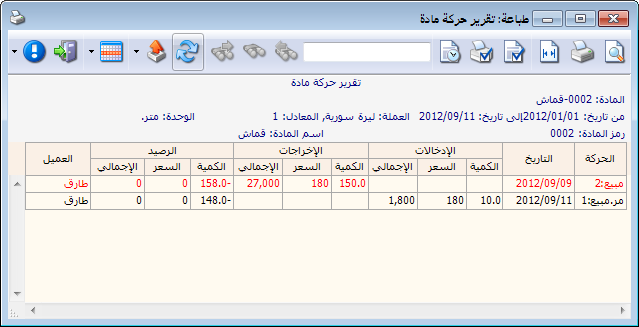 طباعة: تقرير حركة مادة
تقرير حركة مادة
المادة: 0002-قماش
من تاريخ: 2012/01/01إلى تاريخ: 2012/09/11 العملة: ليرة سورية, المعادل: 1 الوحدة: متر.
رمز المادة: 0002 اسم المادة: قماش
الحركة التاريخ الإدخالات الإخراجات الرصيد العميل
الكمية السعر الإجمالي الكمية السعر الإجمالي الكمية السعر الإجمالي
مبيع:2 2012/09/09 150.0 180 27,000 158.0- 0 0 طارق
مر.مبيع:1 2012/09/11 10.0 180 1,800 148.0- 0 0 طارق